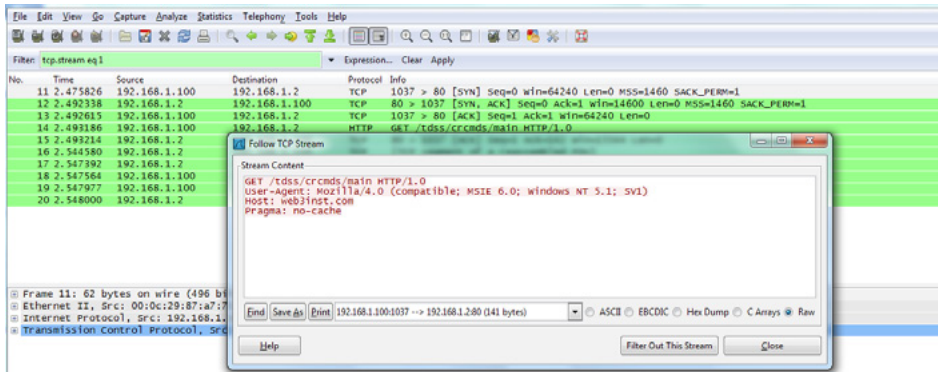 File Edit View Go Capture Analyze Statistics Telephony Tools Help
Filter: tcp.stream eq 1 Expression... Clear Apply
No. Time Source Destination Protocol Info
11 2.475826 192.168.1.100 192.168.1.2 TCP 1037 > 80 [SYN] Seq=0 Win=64240 Len=0 MSS=1460 SACK_PERM=1
12 2.492338 192.168.1.2 192.168.1.100 TCP 80 > 1037 [SYN, ACK] Seq=0 Ack=1 Win=14600 Len=0 MSS=1460 SACK_PERM=1
13 2.492615 192.168.1.100 192.168.1.2 TCP 1037 > 80 [ACK] Seq=1 Ack=1 Win=64240 Len=0
14 2.493186 192.168.1.100 192.168.1.2 HTTP GET /tdss/crcmds/main HTTP/1.0
15 2.493214 192.168.1.2
16 2.544580 192.168.1.2
17 2.547392 192.168.1.2
18 2.547564 192.168.1.100
19 2.547977 192.168.1.100
20 2.548000 192.168.1.2
Follow TCP Stream
Stream Content
GET /tdss/crcmds/main HTTP/1.0
User-Agent: Mozilla/4.0 (compatible; MSIE 6.0; Windows NT 5.1; SV1)
Host: web3inst.com
Pragma: no-cache
Find Save As Print 192.168.1.100:1037 --> 192.168.1.2:80 (141 bytes) ASCII EBCDIC Hex Dump C Arrays Raw
Help Filter Out This Stream Close
Frame 11: 62 bytes on wire (496 bi
Ethernet II, Src: 00:0c:29:87:a7:7
Internet Protocol, Src: 192.168.1.
Transmission Control Protocol, Src